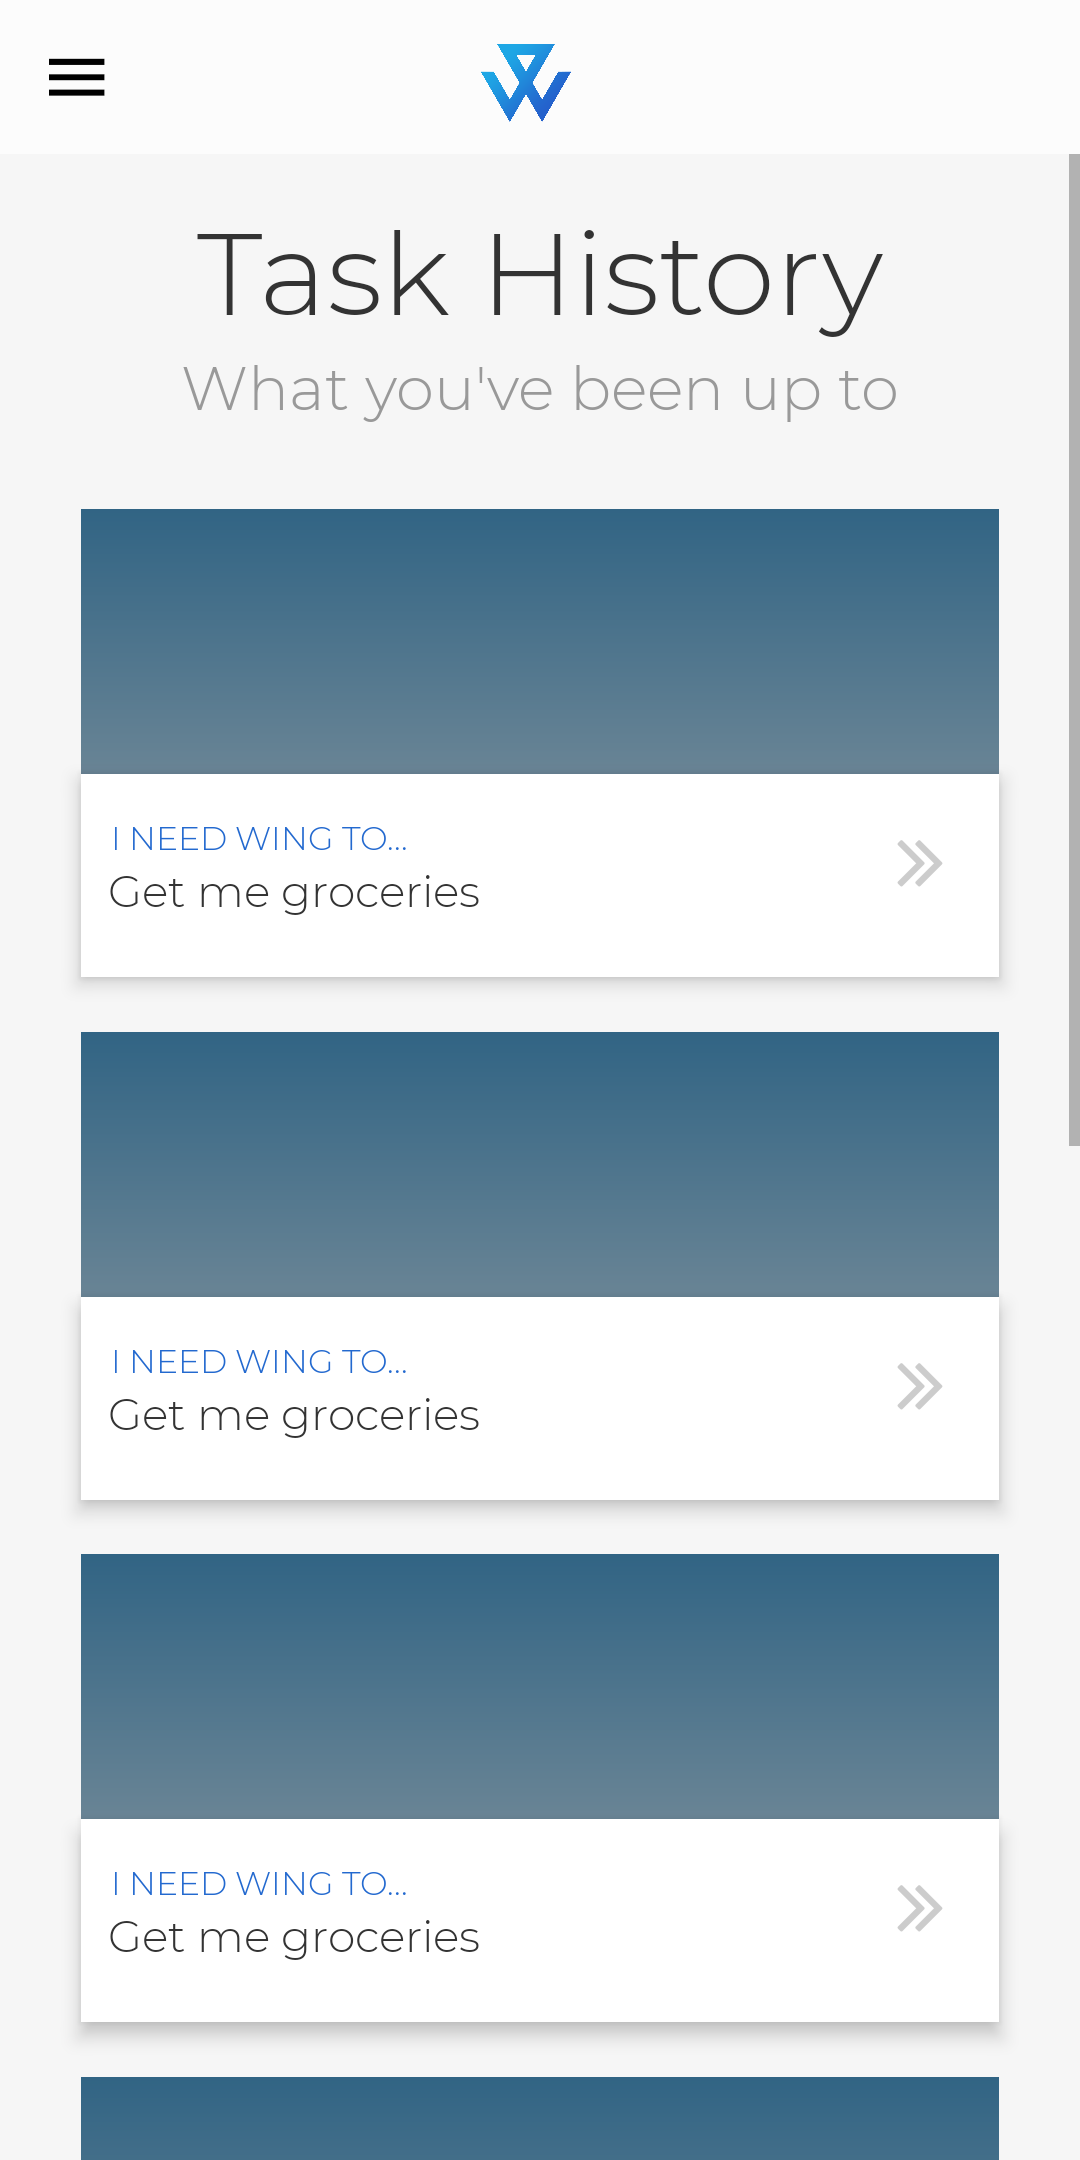 Task History
What you've been up to
I NEED WING TO...
Get me groceries
I NEED WING TO...
Get me groceries
I NEED WING TO...
Get me groceries